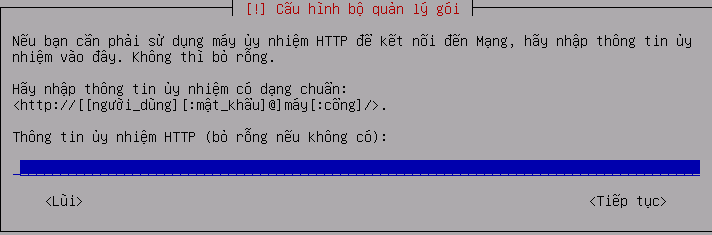 [!] Cấu hình bộ quản lý gói
Nếu bạn cần phải sử dụng máy ủy nhiệm HTTP để kết nối đến Mạng, hãy nhập thông tin ủy
nhiệm vào đây. Không thì bỏ rỗng.
Hãy nhập thông tin ủy nhiệm có dạng chuẩn:
<http://[[người_dùng][:mật_khẩu]@]máy[:cổng]/>.
Thông tin ủy nhiệm HTTP (bỏ rỗng nếu không có):
<Lùi> <Tiếp tục>